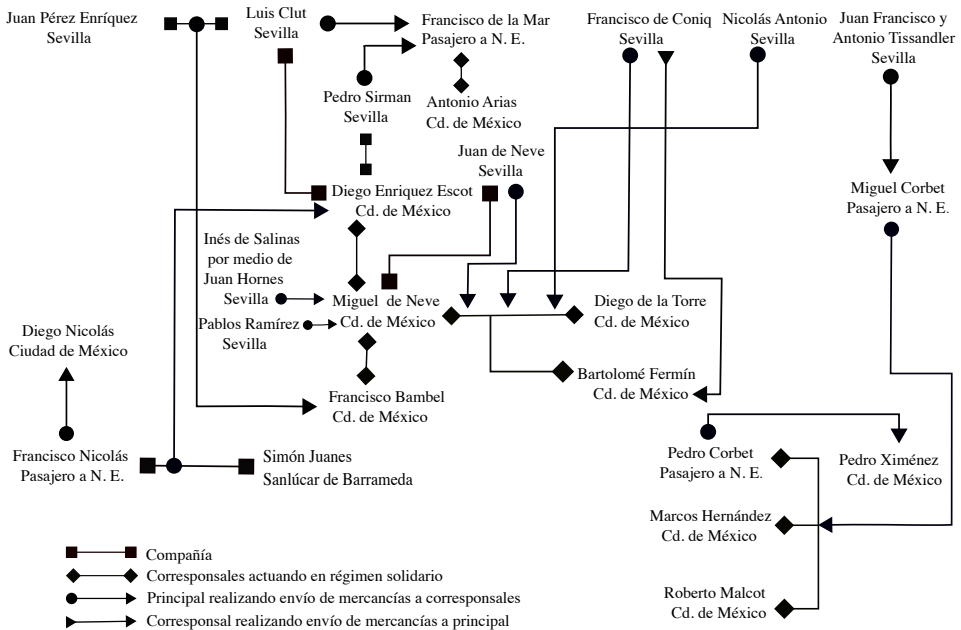 Juan Pérez Enríquez
Sevilla
Luis Clut
Sevilla
Francisco de la Mar
Pasajero a N. E.
Francisco de Coniq
Sevilla
Nicolás Antonio
Sevilla
Juan Francisco y
Antonio Tissandler
Sevilla
Pedro Sirman
Sevilla
Antonio Arias
Cd. de México
Juan de Neve
Sevilla
Diego Enriquez Escot
Cd. de México
Miguel Corbet
Pasajero a N. E.
Inés de Salinas
por medio de
Juan Hornes
Sevilla
Miguel de Neve
Cd. de México
Diego de la Torre
Cd. de México
Pablos Ramírez
Sevilla
Diego Nicolás
Ciudad de México
Bartolomé Fermín
Cd. de México
Francisco Bambel
Cd. de México
Francisco Nicolás
Pasajero a N. E.
Simón Juanes
Sanlúcar de Barrameda
Pedro Corbet
Pasajero a N. E.
Pedro Ximénez
Cd. de México
Marcos Hernández
Cd. de México
Roberto Malcot
Cd. de México
Compañía
Corresponsales actuando en régimen solidario
Principal realizando envío de mercancías a corresponsales
Corresponsal realizando envío de mercancías a principal